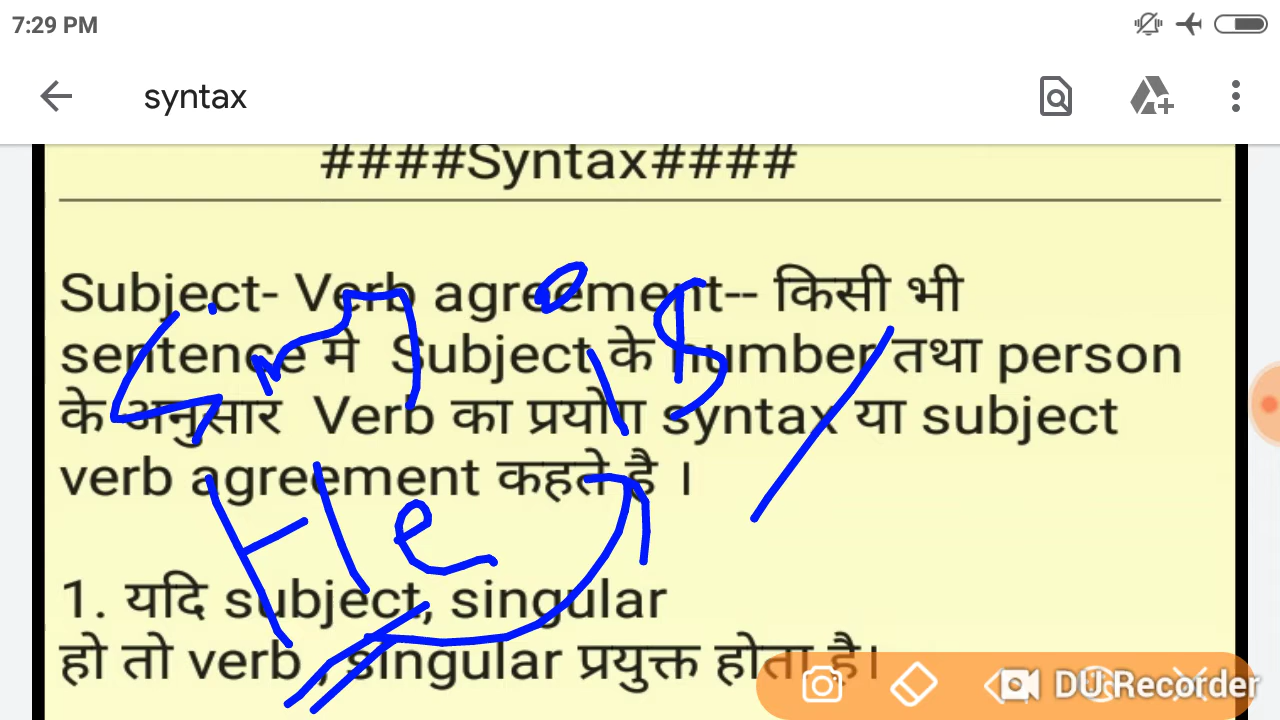 7:29 PM
syntax
####Syntax####
Subject- Verb agreement-- किसी भी
sentence मे Subject के number तथा person
के अनुसार Verb का प्रयोग syntax या subject
verb agreement कहते है ।
is
He
1. यदि subject, singular
हो तो verb , singular प्रयुक्त होता है।
DU Recorder